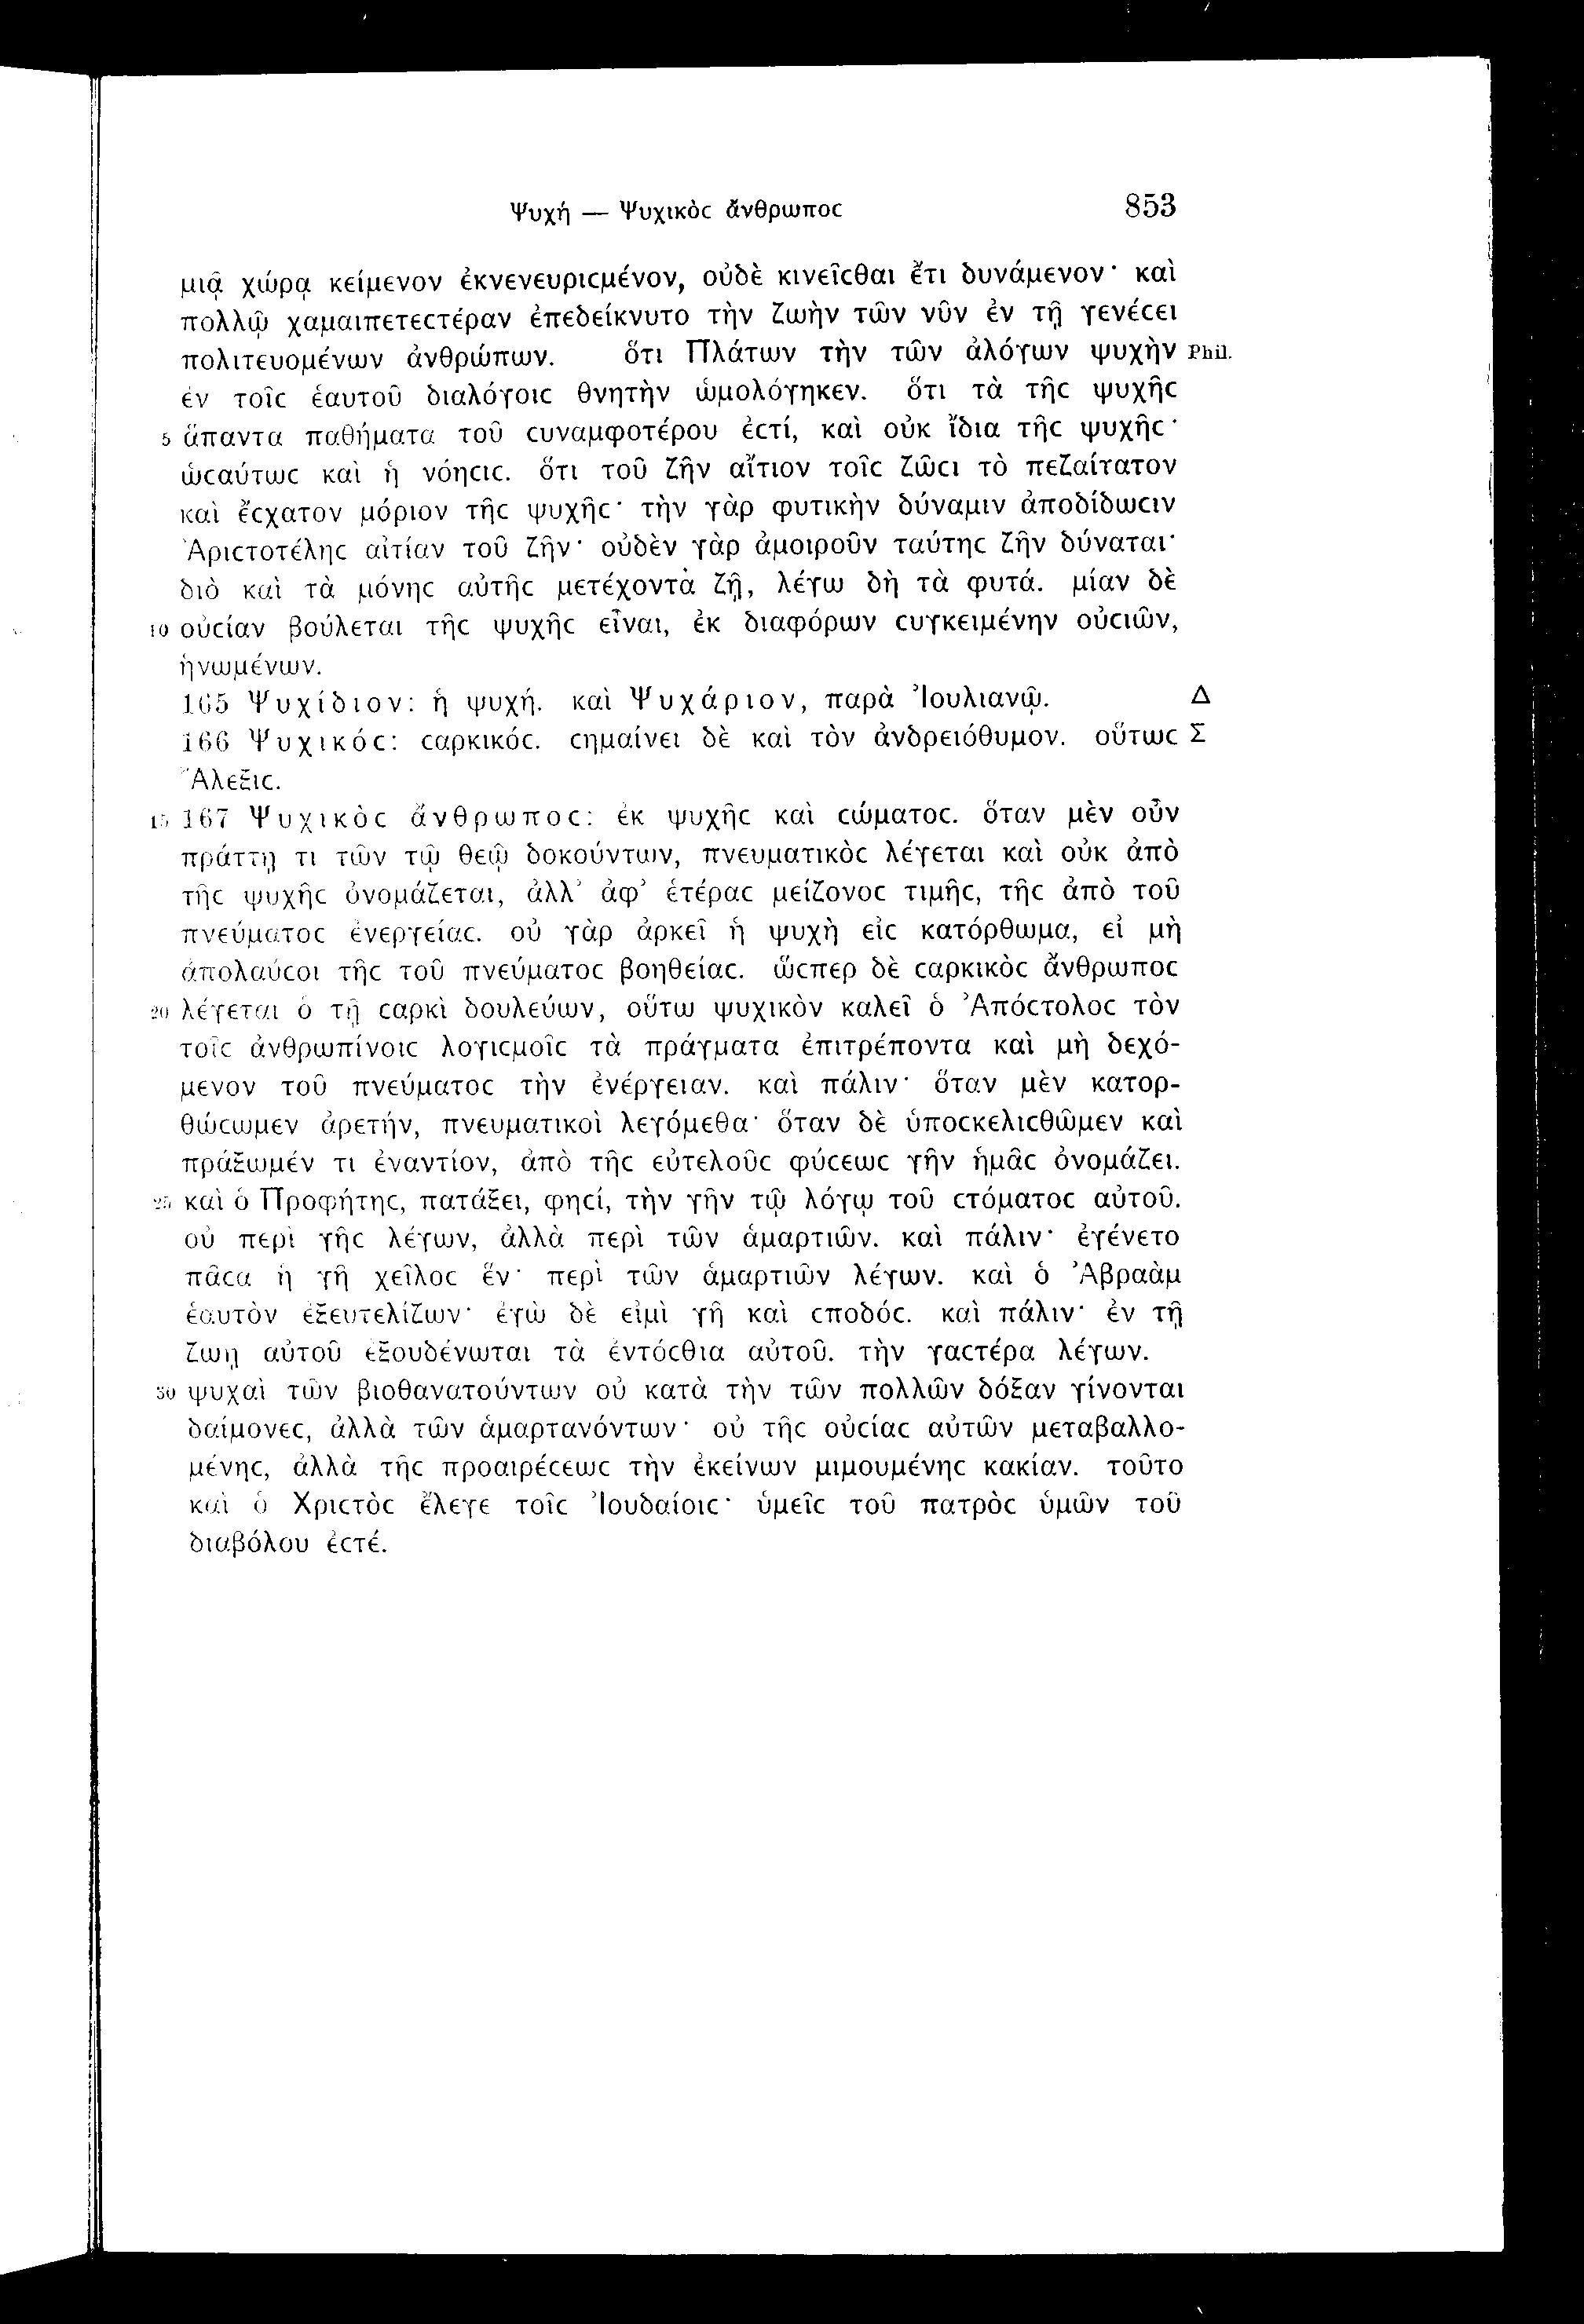 Ψυχή — Ψυχικὸϲ ἄνθρωποϲ 853
μιᾷ χώρᾳ κείμενον ἐκνενευριϲμένον, οὐδὲ κινεῖϲθαι ἔτι δυνάμενον· καὶ
πολλῷ χαμαιπετεϲτέραν ἐπεδείκνυτο τὴν ζωὴν τῶν νῦν ἐν τῇ γενέϲει
πολιτευομένων ἀνθρώπων. ὅτι Πλάτων τὴν τῶν ἀλόγων ψυχὴν Phil.
ἐν τοῖϲ ἑαυτοῦ διαλόγοιϲ θνητὴν ὡμολόγηκεν. ὅτι τὰ τῆϲ ψυχῆϲ
5 ἅπαντα παθήματα τοῦ ϲυναμφοτέρου ἐϲτί, καὶ οὐκ ἴδια τῆϲ ψυχῆϲ·
ὡϲαύτωϲ καὶ ἡ νόηϲιϲ. ὅτι τοῦ ζῆν αἴτιον τοῖϲ ζῶϲι τὸ πεζαίτατον
καὶ ἔϲχατον μόριον τῆϲ ψυχῆϲ· τὴν γὰρ φυτικὴν δύναμιν ἀποδίδωϲιν
Ἀριϲτοτέληϲ αἰτίαν τοῦ ζῆν· οὐδὲν γὰρ ἀμοιροῦν ταύτηϲ ζῆν δύναται·
διὸ καὶ τὰ μόνηϲ αὐτῆϲ μετέχοντα ζῇ, λέγω δὴ τὰ φυτά. μίαν δὲ
10 οὐϲίαν βούλεται τῆϲ ψυχῆϲ εἶναι, ἐκ διαφόρων ϲυγκειμένην οὐϲιῶν,
ἡνωμένων.
165 Ψυχίδιον: ἡ ψυχή. καὶ Ψυχάριον, παρὰ Ἰουλιανῷ. Δ
166 Ψυχικόϲ: ϲαρκικόϲ. ϲημαίνει δὲ καὶ τὸν ἀνδρειόθυμον. οὕτωϲ Σ
Ἄλεξιϲ.
15 167 Ψυχικὸϲ ἄνθρωποϲ: ἐκ ψυχῆϲ καὶ ϲώματοϲ. ὅταν μὲν οὖν
πράττῃ τι τῶν τῷ θεῷ δοκούντων, πνευματικὸϲ λέγεται καὶ οὐκ ἀπὸ
τῆϲ ψυχῆϲ ὀνομάζεται, ἀλλ’ ἀφ’ ἑτέραϲ μείζονοϲ τιμῆϲ, τῆϲ ἀπὸ τοῦ
πνεύματοϲ ἐνεργείαϲ. οὐ γὰρ ἀρκεῖ ἡ ψυχὴ εἰϲ κατόρθωμα, εἰ μὴ
ἀπολαύϲοι τῆϲ τοῦ πνεύματοϲ βοηθείαϲ. ὥϲπερ δὲ ϲαρκικὸϲ ἄνθρωποϲ
20 λέγεται ὁ τῇ ϲαρκὶ δουλεύων, οὕτω ψυχικὸν καλεῖ ὁ Ἀπόϲτολοϲ τὸν
τοῖϲ ἀνθρωπίνοιϲ λογιϲμοῖϲ τὰ πράγματα ἐπιτρέποντα καὶ μὴ δεχό-
μενον τοῦ πνεύματοϲ τὴν ἐνέργειαν. καὶ πάλιν· ὅταν μὲν κατορ-
θώϲωμεν ἀρετήν, πνευματικοὶ λεγόμεθα· ὅταν δὲ ὑποϲκελιϲθῶμεν καὶ
πράξωμέν τι ἐναντίον, ἀπὸ τῆϲ εὐτελοῦϲ φύϲεωϲ γῆν ἡμᾶϲ ὀνομάζει.
25 καὶ ὁ Προφήτηϲ, πατάξει, φηϲί, τὴν γῆν τῷ λόγῳ τοῦ ϲτόματοϲ αὐτοῦ.
οὐ περὶ γῆϲ λέγων, ἀλλὰ περὶ τῶν ἁμαρτιῶν. καὶ πάλιν· ἐγένετο
πᾶϲα ἡ γῆ χεῖλοϲ ἕν· περὶ τῶν ἁμαρτιῶν λέγων. καὶ ὁ Ἀβραὰμ
ἑαυτὸν ἐξευτελίζων· ἐγὼ δὲ εἰμὶ γῆ καὶ ϲποδόϲ. καὶ πάλιν· ἐν τῇ
ζωῇ αὐτοῦ ἐξουδένωται τὰ ἐντόϲθια αὐτοῦ. τὴν γαϲτέρα λέγων.
30 ψυχαὶ τῶν βιοθανατούντων οὐ κατὰ τὴν τῶν πολλῶν δόξαν γίνονται
δαίμονεϲ, ἀλλὰ τῶν ἁμαρτανόντων· οὐ τῆϲ οὐϲίαϲ αὐτῶν μεταβαλλο-
μένηϲ, ἀλλὰ τῆϲ προαιρέϲεωϲ τὴν ἐκείνων μιμουμένηϲ κακίαν. τοῦτο
καὶ ὁ Χριϲτὸϲ ἔλεγε τοῖϲ Ἰουδαίοιϲ· ὑμεῖϲ τοῦ πατρὸϲ ὑμῶν τοῦ
διαβόλου ἐϲτέ.